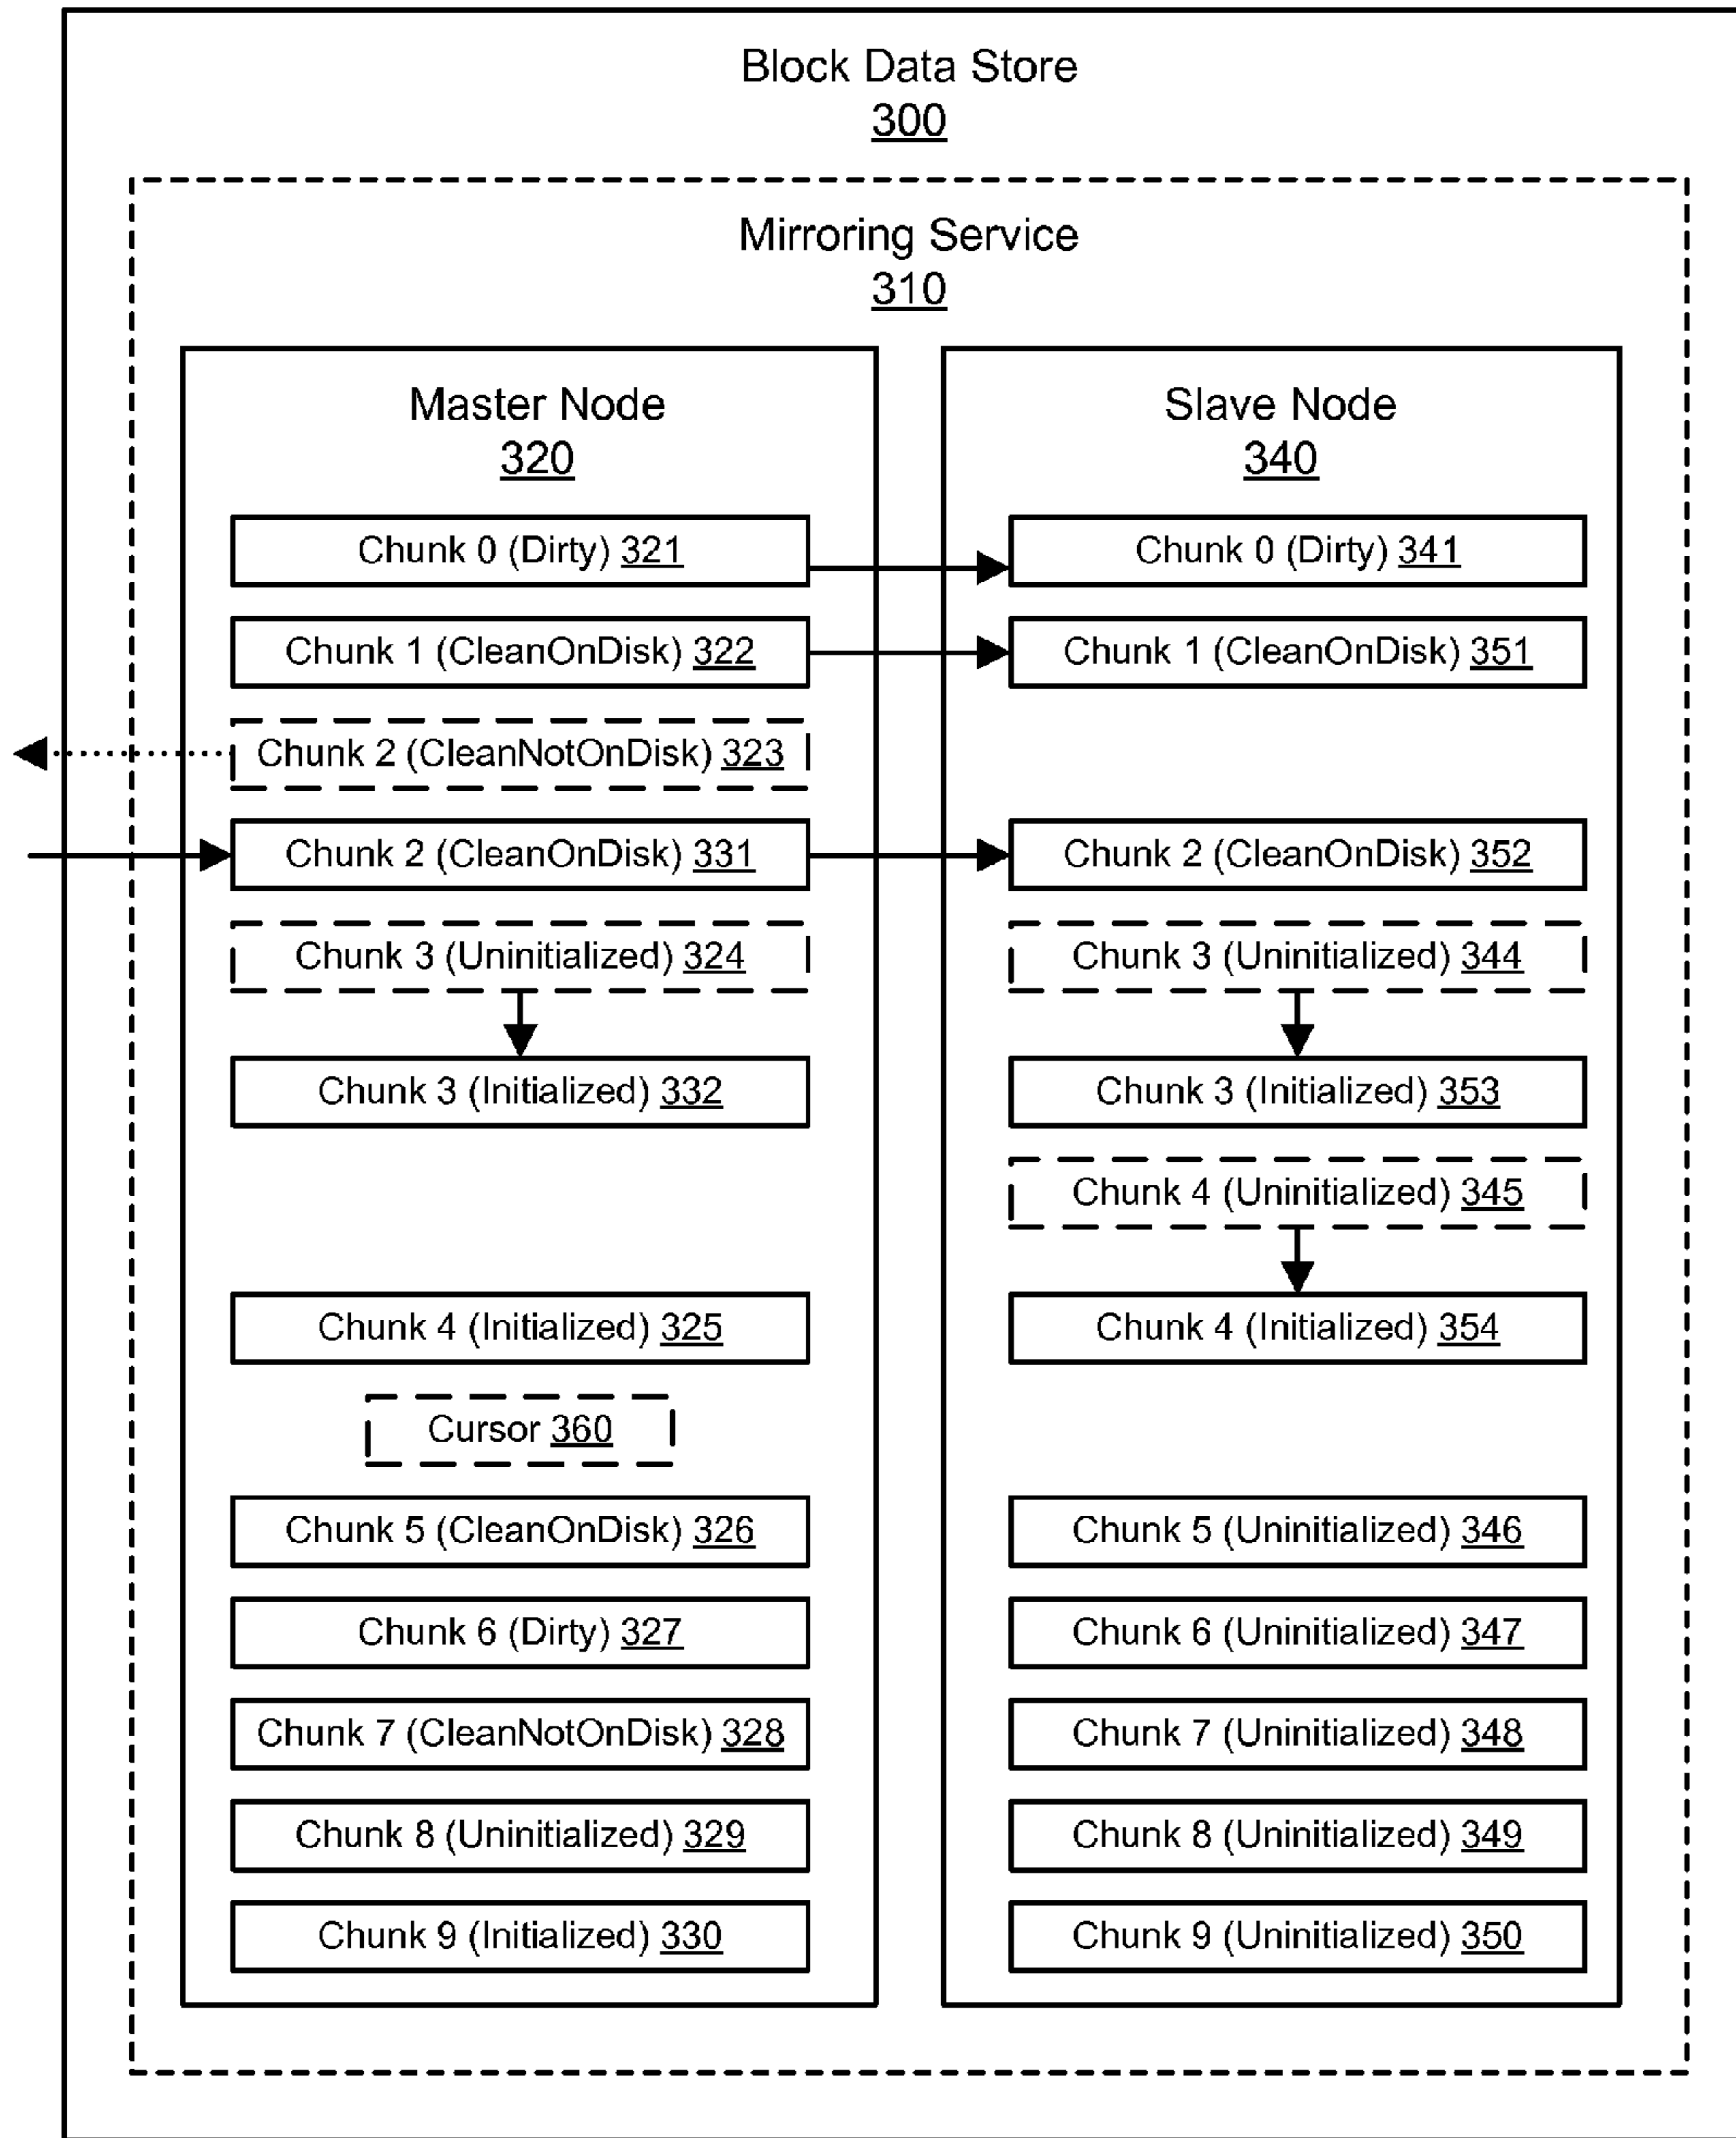 Block Data Store
300
Mirroring Service
310
Master Node
320
Slave Node
340
Chunk 0 (Dirty) 321
Chunk 0 (Dirty) 341
Chunk 1 (CleanOnDisk) 322
Chunk 1 (CleanOnDisk) 351
Chunk 2 (CleanNotOnDisk) 323
Chunk 2 (CleanOnDisk) 331
Chunk 2 (CleanOnDisk) 352
Chunk 3 (Uninitialized) 324
Chunk 3 (Uninitialized) 344
Chunk 3 (Initialized) 332
Chunk 3 (Initialized) 353
Chunk 4 (Uninitialized) 345
Chunk 4 (Initialized) 325
Chunk 4 (Initialized) 354
Cursor 360
Chunk 5 (CleanOnDisk) 326
Chunk 5 (Uninitialized) 346
Chunk 6 (Dirty) 327
Chunk 6 (Uninitialized) 347
Chunk 7 (CleanNotOnDisk) 328
Chunk 7 (Uninitialized) 348
Chunk 8 (Uninitialized) 329
Chunk 8 (Uninitialized) 349
Chunk 9 (Initialized) 330
Chunk 9 (Uninitialized) 350